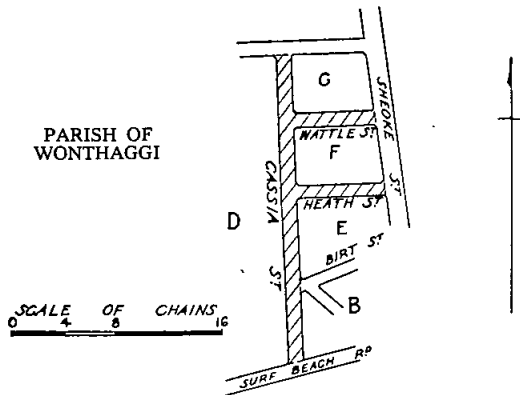 G
SHEOKE ST
PARISH OF
WONTHAGGI
WATTLE ST.
CASSIA ST
F
HEATH ST
D
E
BIRT ST.
SCALE OF CHAINS
0 4 8 16
B
SURF BEACH RD